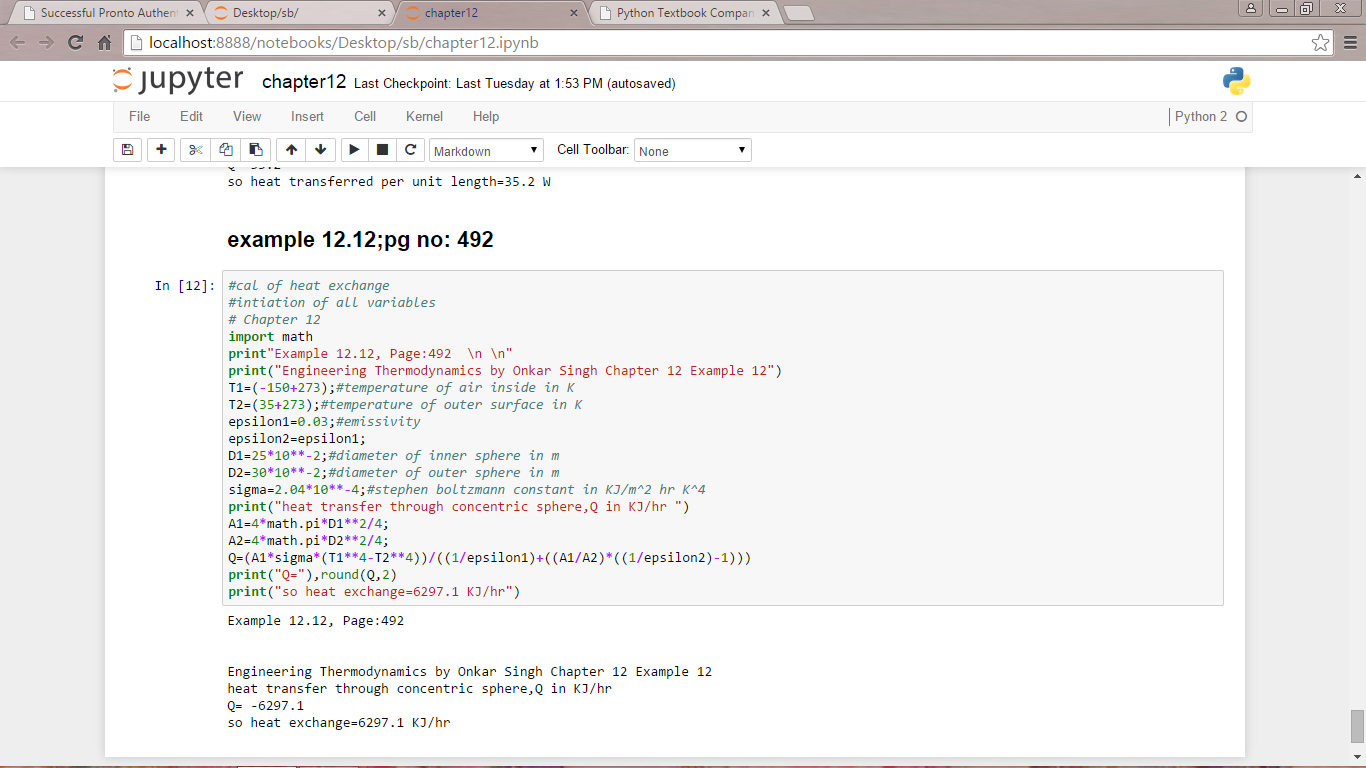 Successful Pronto Authen
Desktop/sb/
chapter12
Python Textbook Compan
localhost:8888/notebooks/Desktop/sb/chapter12.ipynb
jupyter chapter12 Last Checkpoint: Last Tuesday at 1:53 PM (autosaved)
File Edit View Insert Cell Kernel Help Python 2
Markdown Cell Toolbar: None
so heat transferred per unit length=35.2 W
example 12.12;pg no: 492
In [12]: #cal of heat exchange
#intiation of all variables
# Chapter 12
import math
print"Example 12.12, Page:492  \n \n"
print("Engineering Thermodynamics by Onkar Singh Chapter 12 Example 12")
T1=(-150+273);#temperature of air inside in K
T2=(35+273);#temperature of outer surface in K
epsilon1=0.03;#emissivity
epsilon2=epsilon1;
D1=25*10**-2;#diameter of inner sphere in m
D2=30*10**-2;#diameter of outer sphere in m
sigma=2.04*10**-4;#stephen boltzmann constant in KJ/m^2 hr K^4
print("heat transfer through concentric sphere,Q in KJ/hr ")
A1=4*math.pi*D1**2/4;
A2=4*math.pi*D2**2/4;
Q=(A1*sigma*(T1**4-T2**4))/((1/epsilon1)+((A1/A2)*((1/epsilon2)-1)))
print("Q="),round(Q,2)
print("so heat exchange=6297.1 KJ/hr")
Example 12.12, Page:492
Engineering Thermodynamics by Onkar Singh Chapter 12 Example 12
heat transfer through concentric sphere,Q in KJ/hr
Q= -6297.1
so heat exchange=6297.1 KJ/hr